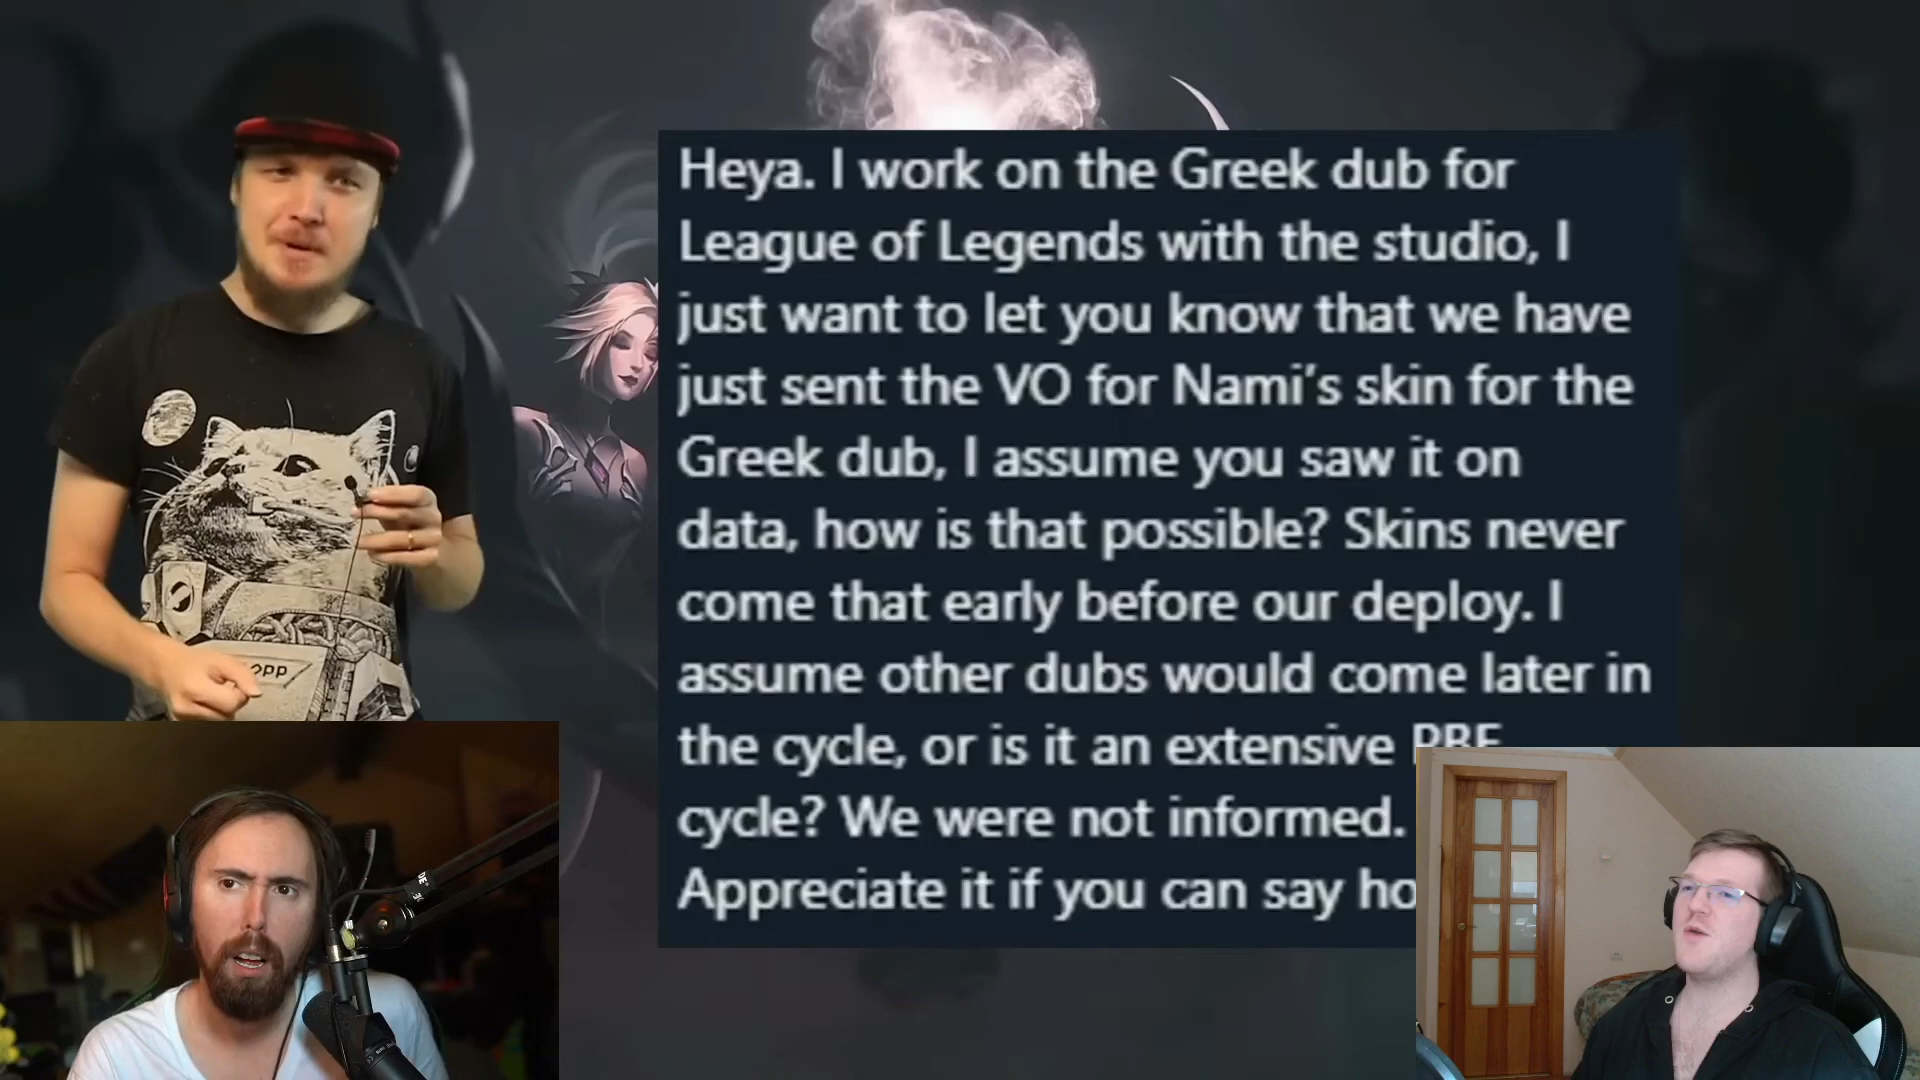 Heya. I work on the Greek dub for
League of Legends with the studio, I
just want to let you know that we have
just sent the VO for Nami's skin for the
Greek dub, I assume you saw it on
data, how is that possible? Skins never
come that early before our deploy. I
assume other dubs would come later in
the cycle, or is it an extensive PBE
cycle? We were not informed.
Appreciate it if you can say ho
OPP